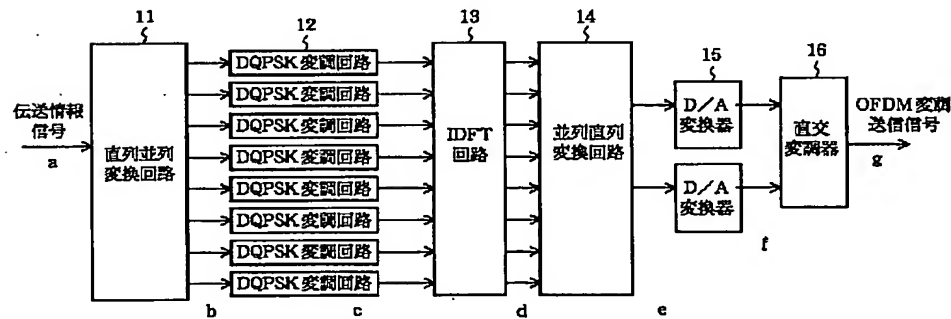 11
12
13
14
15
16
伝送情報
信号
a
直列並列
変換回路
b
DQPSK変調回路
DQPSK変調回路
DQPSK変調回路
DQPSK変調回路
DQPSK変調回路
DQPSK変調回路
DQPSK変調回路
DQPSK変調回路
c
IDFT
回路
d
並列直列
変換回路
e
D/A
変換器
D/A
変換器
f
直交
変調器
OFDM変調
送信信号
g